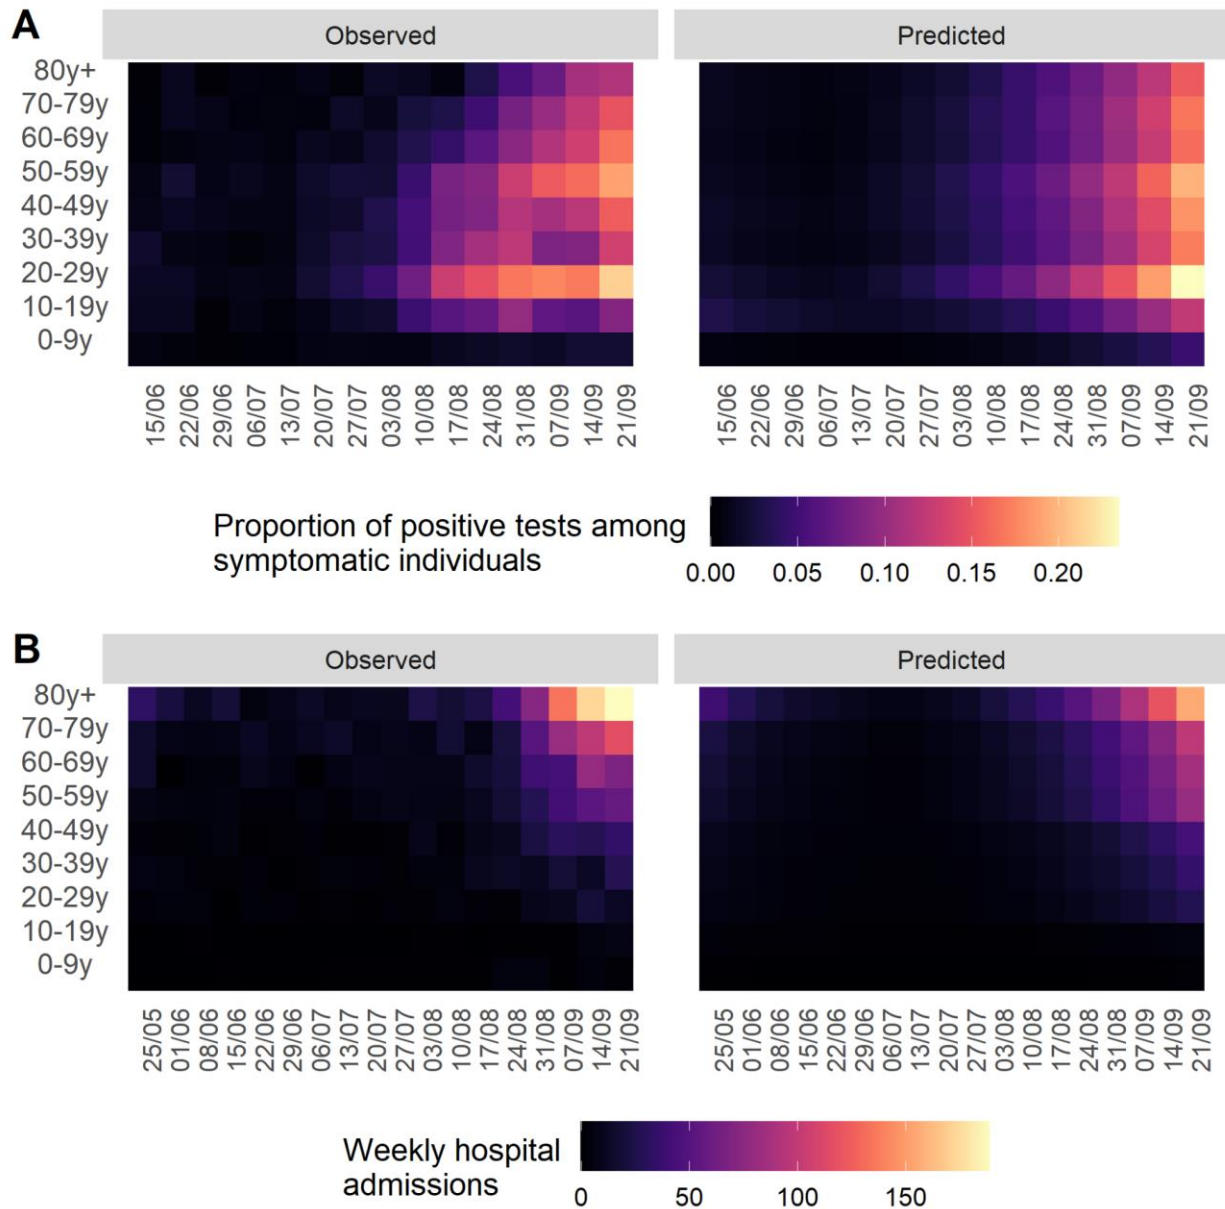 A
Observed
Predicted
80y+
70-79y
60-69y
50-59y
40-49y
30-39y
20-29y
10-19y
0-9y
15/06 22/06 29/06 06/07 13/07 20/07 27/07 03/08 10/08 17/08 24/08 31/08 07/09 14/09 21/09
15/06 22/06 29/06 06/07 13/07 20/07 27/07 03/08 10/08 17/08 24/08 31/08 07/09 14/09 21/09
Proportion of positive tests among
symptomatic individuals
0.00 0.05 0.10 0.15 0.20
B
Observed
Predicted
80y+
70-79y
60-69y
50-59y
40-49y
30-39y
20-29y
10-19y
0-9y
25/05 01/06 08/06 15/06 22/06 29/06 06/07 13/07 20/07 27/07 03/08 10/08 17/08 24/08 31/08 07/09 14/09 21/09
25/05 01/06 08/06 15/06 22/06 29/06 06/07 13/07 20/07 27/07 03/08 10/08 17/08 24/08 31/08 07/09 14/09 21/09
Weekly hospital
admissions
0 50 100 150